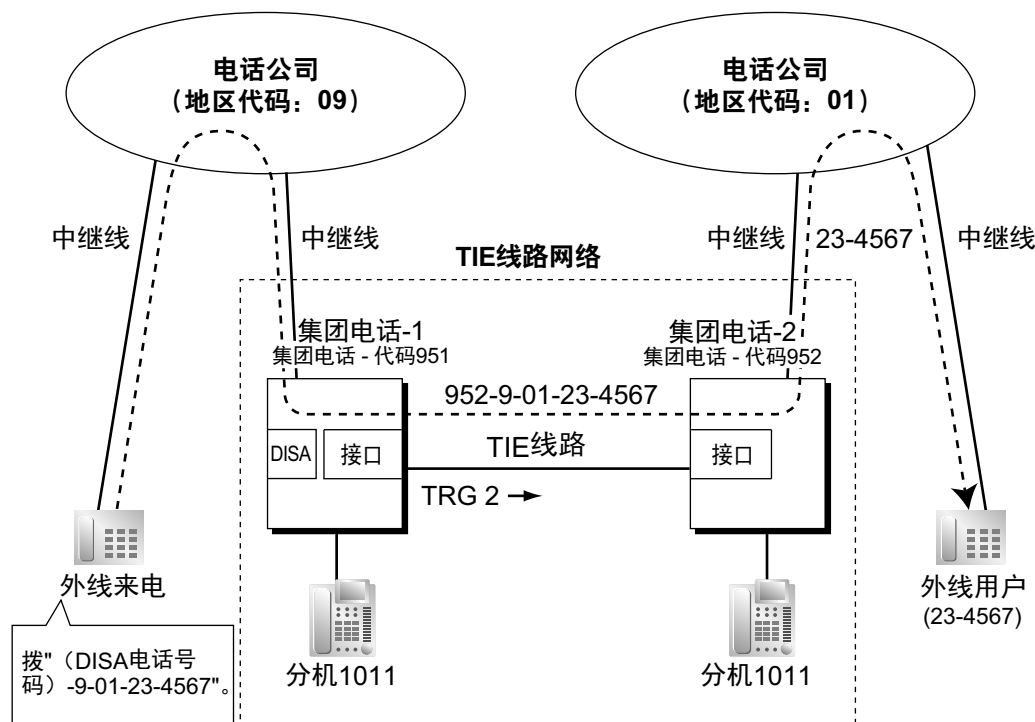 电话公司
（地区代码：09）
电话公司
（地区代码：01）
中继线
中继线
中继线
23-4567
中继线
TIE线路网络
集团电话-1
集团电话 - 代码951
集团电话-2
集团电话 - 代码952
952-9-01-23-4567
DISA
接口
TIE线路
接口
TRG 2
外线来电
外线用户
(23-4567)
拨"（DISA电话号
码）-9-01-23-4567"。
分机1011
分机1011